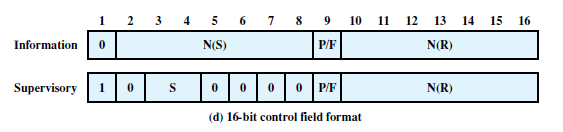 1 2 3 4 5 6 7 8 9 10 11 12 13 14 15 16
Information 0 N(S) P/F N(R)
Supervisory 1 0 S 0 0 0 0 P/F N(R)
(d) 16-bit control field format